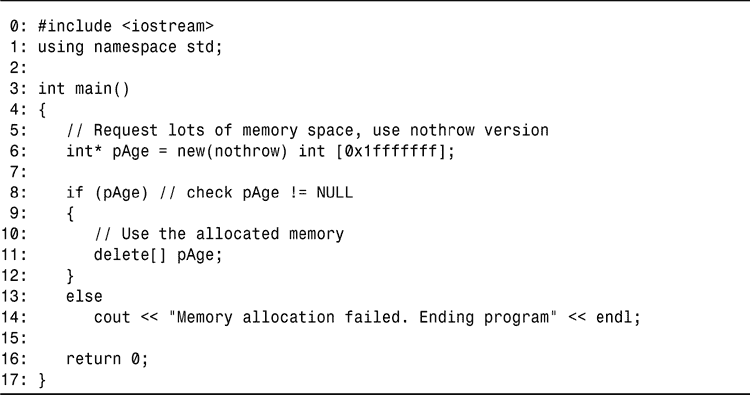 0: #include <iostream>
1: using namespace std;
2:
3: int main()
4: {
5:    // Request lots of memory space, use nothrow version
6:    int* pAge = new(nothrow) int [0x1fffffff];
7:
8:    if (pAge) // check pAge != NULL
9:    {
10:       // Use the allocated memory
11:       delete[] pAge;
12:    }
13:    else
14:       cout << "Memory allocation failed. Ending program" << endl;
15:
16:    return 0;
17: }